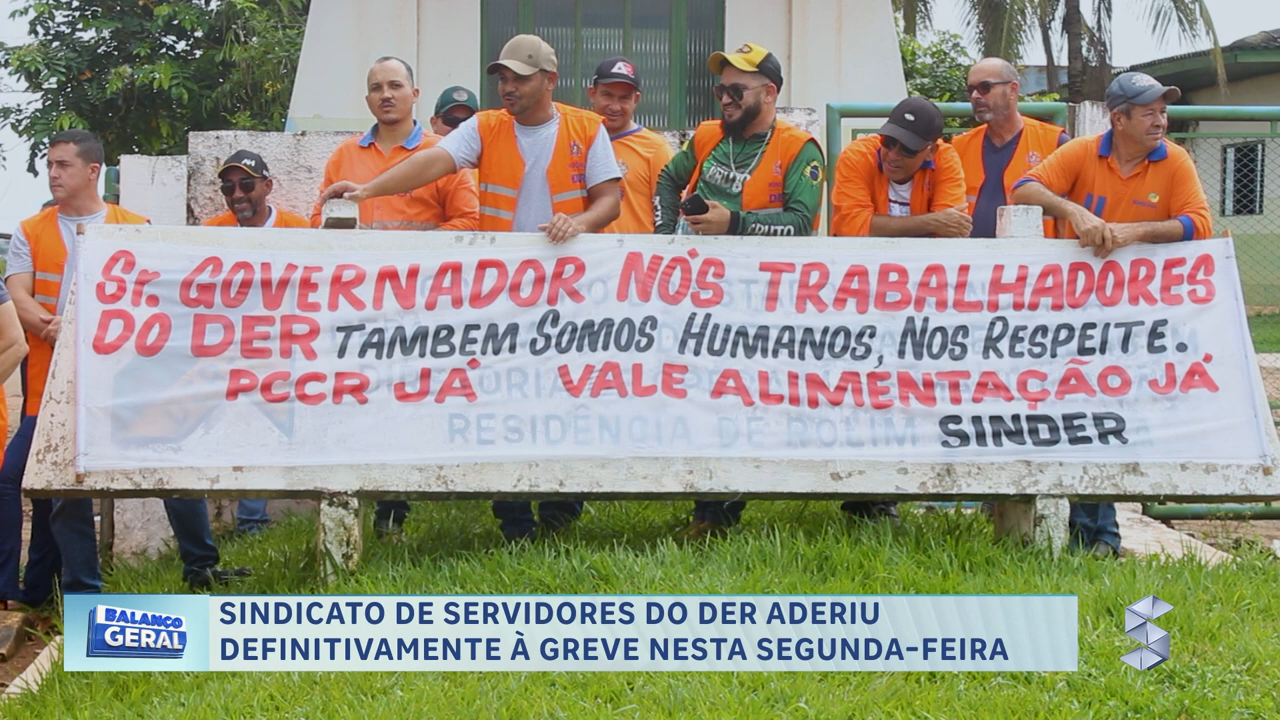 Sr. GOVERNADOR NÓS TRABALHADORES
DO DER TAMBEM SOMOS HUMANOS, NOS RESPEITE.
PCCR JÁ VALE ALIMENTAÇÃO JÁ
RESIDÊNCIA DE ROLIM
SINDER
BALANÇO
GERAL
SINDICATO DE SERVIDORES DO DER ADERIU
DEFINITIVAMENTE À GREVE NESTA SEGUNDA-FEIRA